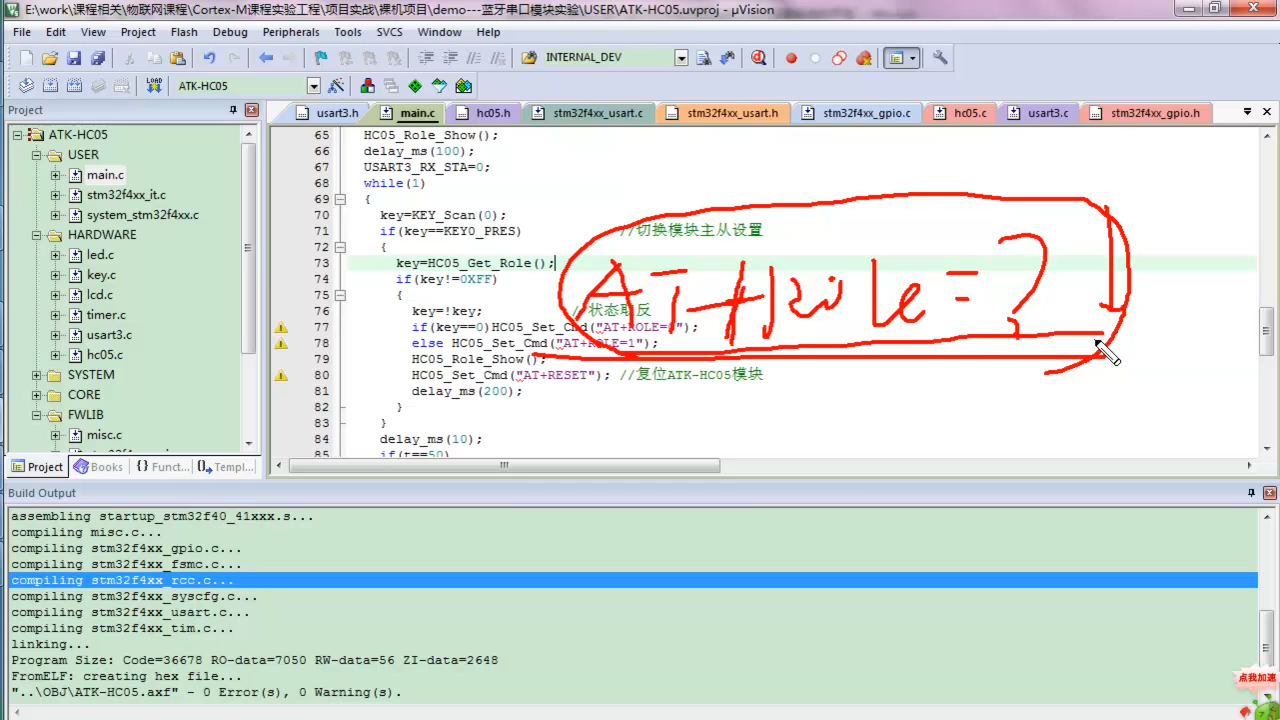 E:\work\课程相关\物联网课程\Cortex-M课程实验工程\项目实战\裸机项目\demo---蓝牙串口模块实验\USER\ATK-HC05.uvproj - µVision
File Edit View Project Flash Debug Peripherals Tools SVCS Window Help
INTERNAL_DEV
LOAD ATK-HC05
Project
usart3.h main.c hc05.h stm32f4xx_usart.c stm32f4xx_usart.h stm32f4xx_gpio.c hc05.c usart3.c stm32f4xx_gpio.h
ATK-HC05
USER
main.c
stm32f4xx_it.c
system_stm32f4xx.c
HARDWARE
led.c
key.c
lcd.c
timer.c
usart3.c
hc05.c
SYSTEM
CORE
FWLIB
misc.c
Project Books {} Funct... Templ...
65 HC05_Role_Show();
66 delay_ms(100);
67 USART3_RX_STA=0;
68 while(1)
69 {
70 key=KEY_Scan(0);
71 if(key==KEY0_PRES) //切换模块主从设置
72 {
73 key=HC05_Get_Role();
74 if(key!=0XFF)
75 {
76 key=!key; //状态取反
77 if(key==0)HC05_Set_Cmd("AT+ROLE=0");
78 else HC05_Set_Cmd("AT+ROLE=1");
79 HC05_Role_Show();
80 HC05_Set_Cmd("AT+RESET"); //复位ATK-HC05模块
81 delay_ms(200);
82 }
83 }
84 delay_ms(10);
85 if(t==50)
AT+Role=?
Build Output
assembling startup_stm32f40_41xxx.s...
compiling misc.c...
compiling stm32f4xx_gpio.c...
compiling stm32f4xx_fsmc.c...
compiling stm32f4xx_rcc.c...
compiling stm32f4xx_syscfg.c...
compiling stm32f4xx_usart.c...
compiling stm32f4xx_tim.c...
linking...
Program Size: Code=36678 RO-data=7050 RW-data=56 ZI-data=2648
FromELF: creating hex file...
"..\OBJ\ATK-HC05.axf" - 0 Error(s), 0 Warning(s).
点我加速